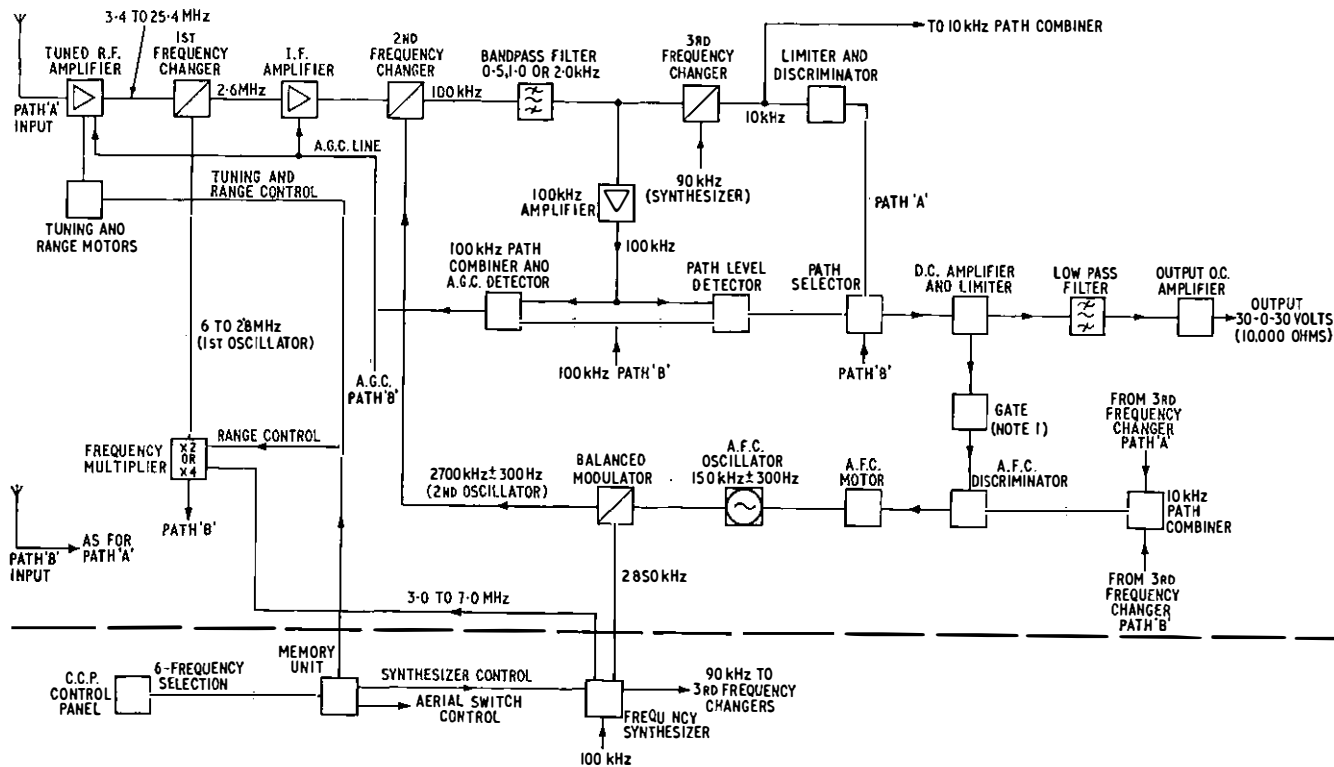 3·4 TO 25·4 MHz
TO 10 kHz PATH COMBINER
TUNED R.F.
AMPLIFIER
1ST
FREQUENCY
CHANGER
I.F.
AMPLIFIER
2ND
FREQUENCY
CHANGER
BANDPASS FILTER
0·5,1·0 OR 2·0kHz
3RD
FREQUENCY
CHANGER
LIMITER AND
DISCRIMINATOR
PATH 'A'
INPUT
2·6MHz
100kHz
10kHz
A.G.C. LINE
TUNING AND
RANGE CONTROL
TUNING AND
RANGE MOTORS
100kHz
AMPLIFIER
90 kHz
(SYNTHESIZER)
PATH 'A'
100kHz
100kHz PATH
COMBINER AND
A.G.C. DETECTOR
PATH LEVEL
DETECTOR
PATH
SELECTOR
D.C. AMPLIFIER
AND LIMITER
LOW PASS
FILTER
OUTPUT D.C.
AMPLIFIER
OUTPUT
30-0-30 VOLTS
(10,000 OHMS)
6 TO 28MHz
(1ST OSCILLATOR)
A.G.C.
PATH 'B'
100kHz PATH 'B'
PATH 'B'
GATE
(NOTE 1)
FROM 3RD
FREQUENCY
CHANGER
PATH 'A'
FREQUENCY
MULTIPLIER
X2
OR
X4
RANGE CONTROL
2700kHz ± 300Hz
(2ND OSCILLATOR)
BALANCED
MODULATOR
A.F.C.
OSCILLATOR
150kHz ± 300Hz
A.F.C.
MOTOR
A.F.C.
DISCRIMINATOR
10 kHz
PATH
COMBINER
PATH 'B'
PATH 'B'
INPUT
AS FOR
PATH 'A'
2850kHz
FROM 3RD
FREQUENCY
CHANGER
PATH 'B'
3·0 TO 7·0 MHz
C.C.P.
CONTROL
PANEL
6-FREQUENCY
SELECTION
MEMORY
UNIT
SYNTHESIZER CONTROL
AERIAL SWITCH
CONTROL
90 kHz TO
3RD FREQUENCY
CHANGERS
FREQU NCY
SYNTHESIZER
100 kHz